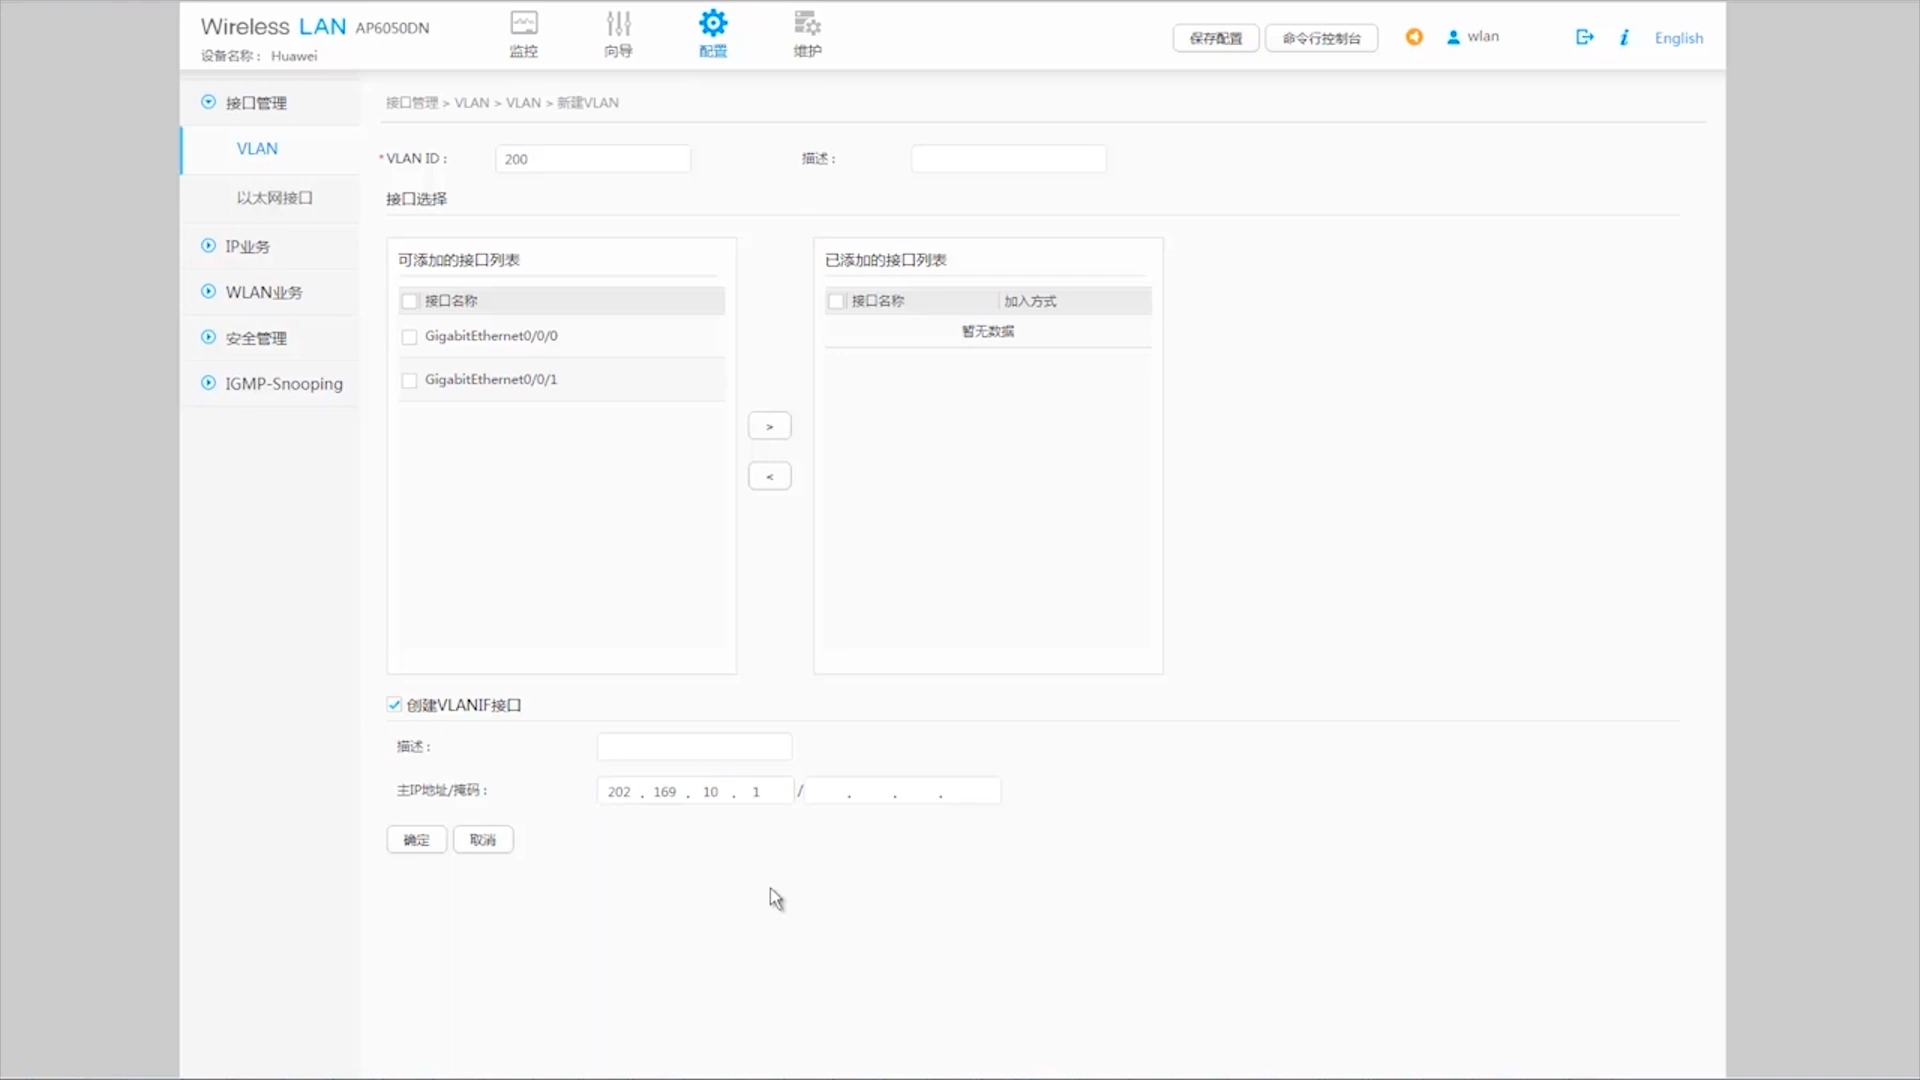 Wireless LAN AP6050DN
设备名称： Huawei
监控
向导
配置
维护
保存配置
命令行控制台
wlan
i
English
接口管理
VLAN
以太网接口
IP业务
WLAN业务
安全管理
IGMP-Snooping
接口管理 > VLAN > VLAN > 新建VLAN
* VLAN ID： 200
描述：
接口选择
可添加的接口列表
接口名称
GigabitEthernet0/0/0
GigabitEthernet0/0/1
>
<
已添加的接口列表
接口名称 加入方式
暂无数据
创建VLANIF接口
描述：
主IP地址/掩码： 202 . 169 . 10 . 1 / . . .
确定
取消